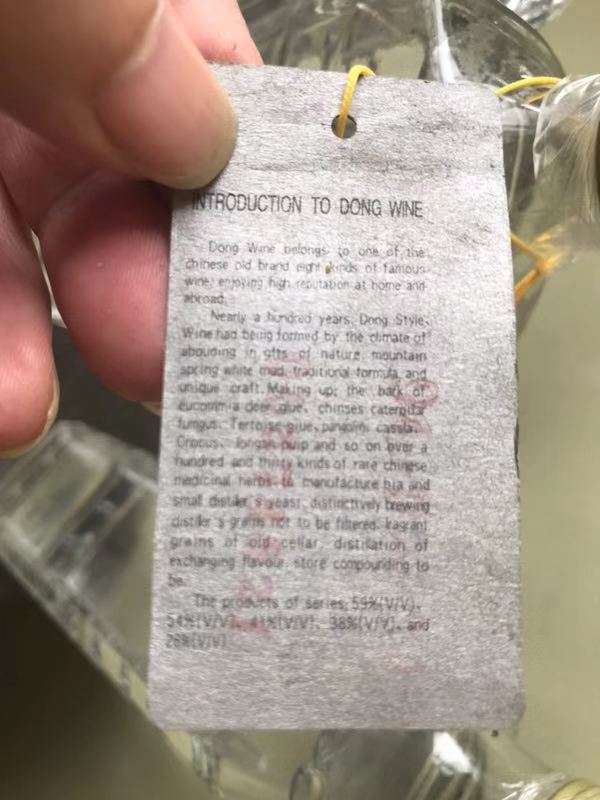 INTRODUCTION TO DONG WINE
Dong Wine belongs to one of the
chinese old brand eight kinds of famous
wine, enjoying high reputation at home and
abroad.
Nearly a hundred years, Dong Style,
Wine had being formed by the climate of
abouding in gfts of nature, mountain
spring white mud, traditional formula, and
unique craft. Making up; the bark of
eucommia deer glue, chinses caterpillar
fungus, Tertoise glue, pangolin, cassia,
longan pulp and so on over a
hundred and thirty kinds of rare chinese
medicinal herbs to manufacture big and
small distiler's yeast, distinctively brewing
distiler's grains not to be filtered, fragrant
grains of old cellar, distillation of
exchanging flavour, store compounding to
be.
The products of series: 59%(V/V),
54%(V/V), 41%(V/V), 38%(V/V), and
28%(V/V)